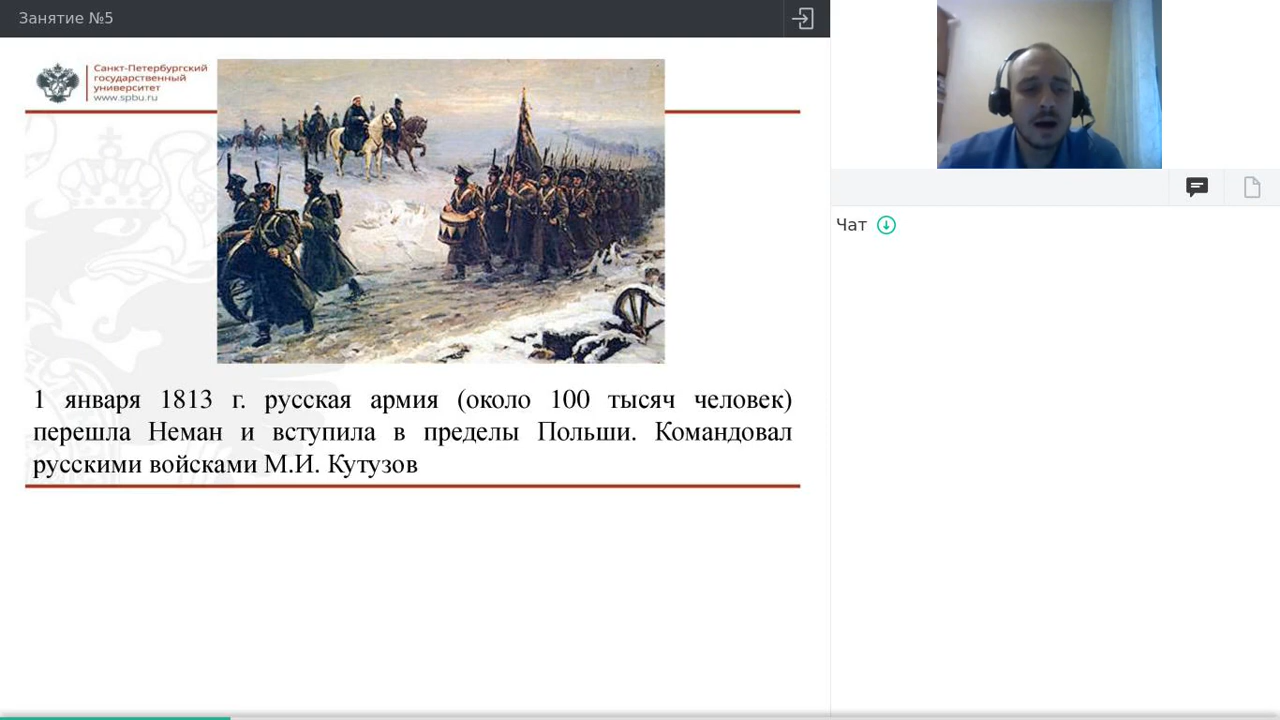 Занятие №5
Санкт-Петербургский
государственный
университет
www.spbu.ru
1 января 1813 г. русская армия (около 100 тысяч человек)
перешла Неман и вступила в пределы Польши. Командовал
русскими войсками М.И. Кутузов
Чат